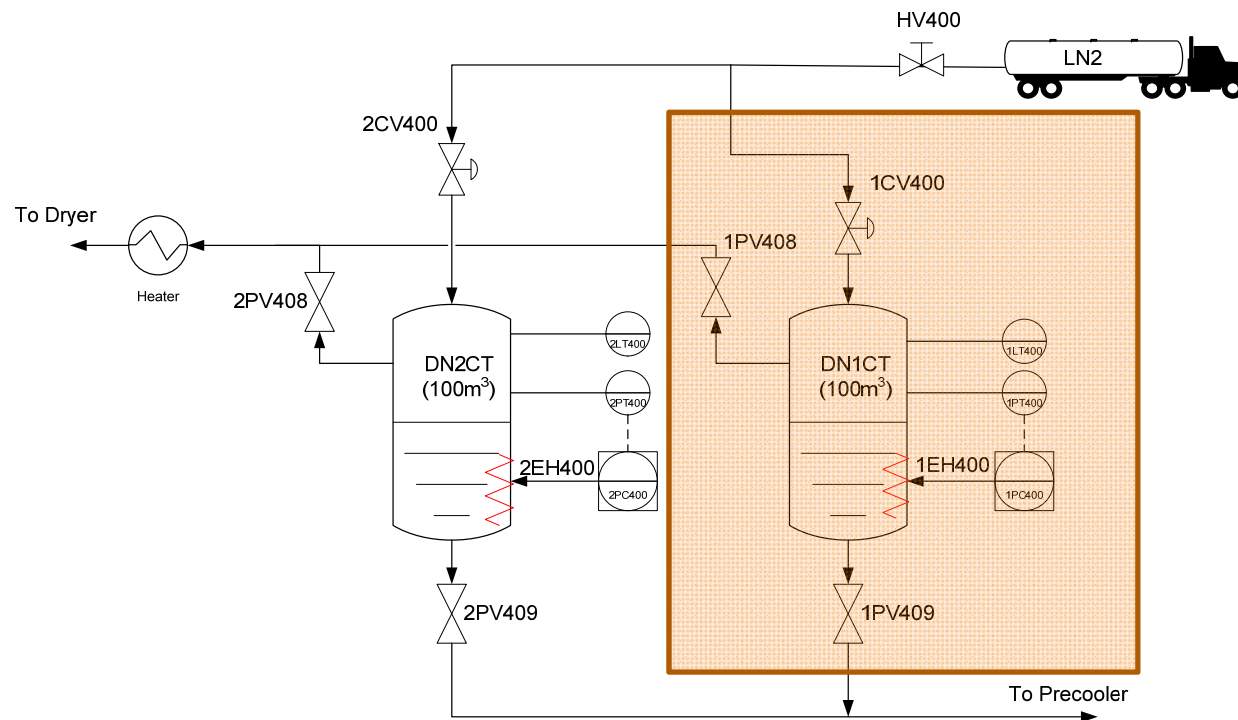 HV400
LN2
2CV400
1CV400
To Dryer
1PV408
Heater
2PV408
DN2CT
(100m³)
2LT400
2PT400
DN1CT
(100m³)
1LT400
1PT400
2EH400
2PC400
1EH400
1PC400
2PV409
1PV409
To Precooler